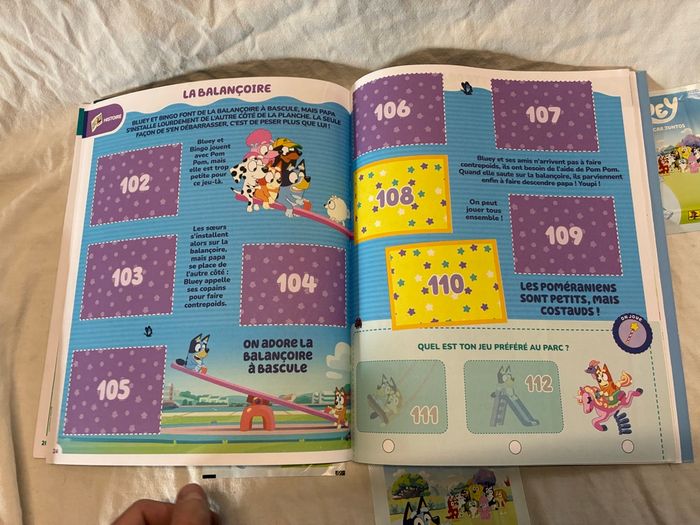 LA BALANÇOIRE
HISTOIRE
BLUEY ET BINGO FONT DE LA BALANÇOIRE À BASCULE, MAIS PAPA
S'INSTALLE LOURDEMENT DE L'AUTRE CÔTÉ DE LA PLANCHE. LA SEULE
FAÇON DE S'EN DÉBARRASSER, C'EST DE PESER PLUS QUE LUI !
102
Bluey et
Bingo jouent
avec Pom
Pom, mais
elle est trop
petite pour
ce jeu-là.
103
Les sœurs
s'installent
alors sur la
balançoire,
mais papa
se place de
l'autre côté :
Bluey appelle
ses copains
pour faire
contrepoids.
104
105
ON ADORE LA
BALANÇOIRE
À BASCULE
24
106
107
Bluey et ses amis n'arrivent pas à faire
contrepoids, ils ont besoin de l'aide de Pom Pom.
Quand elle saute sur la balançoire, ils parviennent
enfin à faire descendre papa ! Youpi !
108
On peut
jouer tous
ensemble !
109
110
LES POMÉRANIENS
SONT PETITS, MAIS
COSTAUDS !
ON JOUE
QUEL EST TON JEU PRÉFÉRÉ AU PARC ?
111
112
JUNTOS